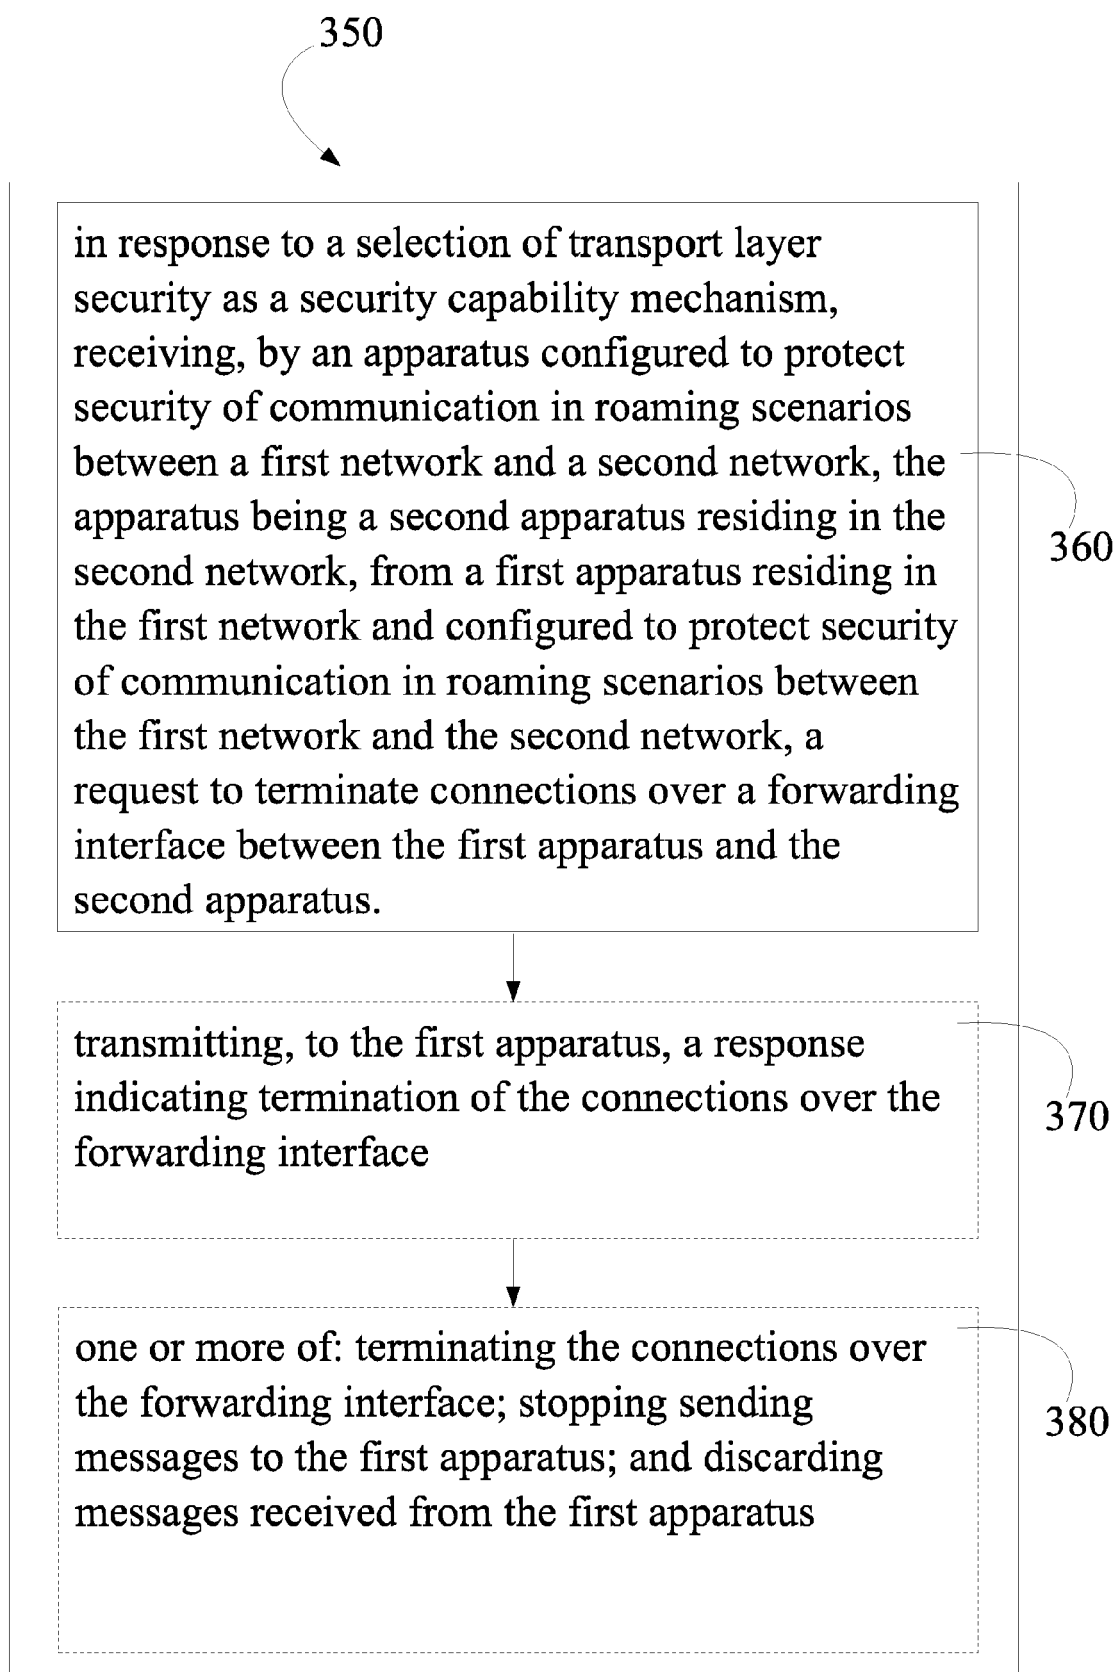 350
in response to a selection of transport layer
security as a security capability mechanism,
receiving, by an apparatus configured to protect
security of communication in roaming scenarios
between a first network and a second network, the
apparatus being a second apparatus residing in the
second network, from a first apparatus residing in
the first network and configured to protect security
of communication in roaming scenarios between
the first network and the second network, a
request to terminate connections over a forwarding
interface between the first apparatus and the
second apparatus.
360
transmitting, to the first apparatus, a response
indicating termination of the connections over the
forwarding interface
370
one or more of: terminating the connections over
the forwarding interface; stopping sending
messages to the first apparatus; and discarding
messages received from the first apparatus
380